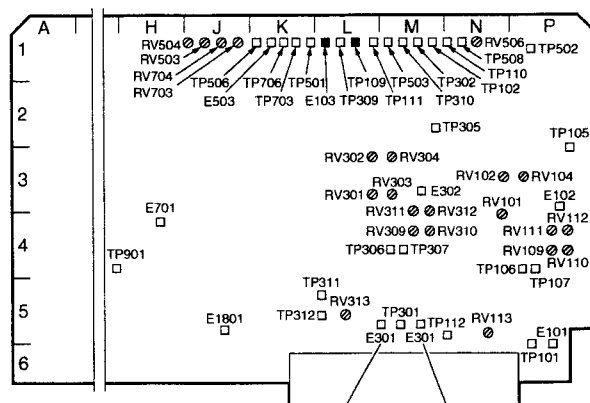 A H J K L M N P
1 RV504 RV506 TP502
RV503 TP508
RV704 TP506 TP706 TP501 TP109 TP503 TP302 TP110
RV703 E503 TP703 E103 TP309 TP111 TP310 TP102
2 TP305 TP105
RV302 RV304
3 RV303 RV102 RV104
RV301 E302 RV101 E102
E701 RV311 RV312 RV112
4 RV309 RV310 RV111
TP306 TP307 RV109
TP901 TP106 RV110
TP311 TP107
5 TP312 RV313 TP301 TP112 RV113 E101
E1801 E301 E301 TP101
6